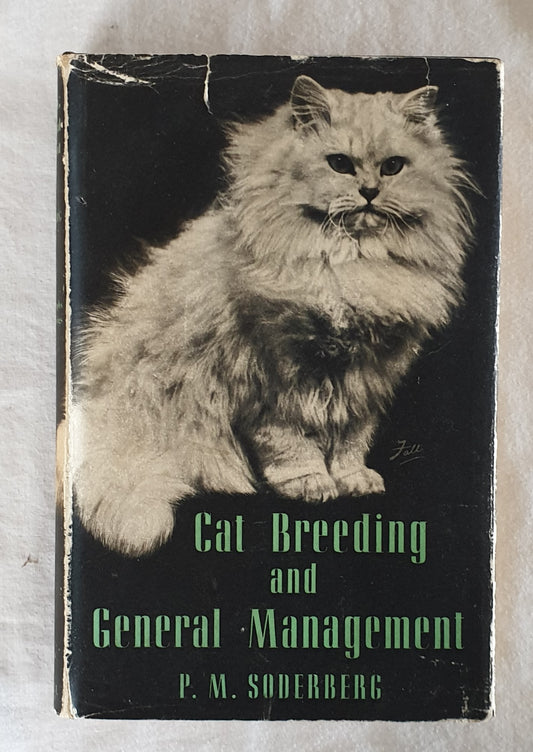 Fall
Cat Breeding
and
General Management
P. M. SODERBERG